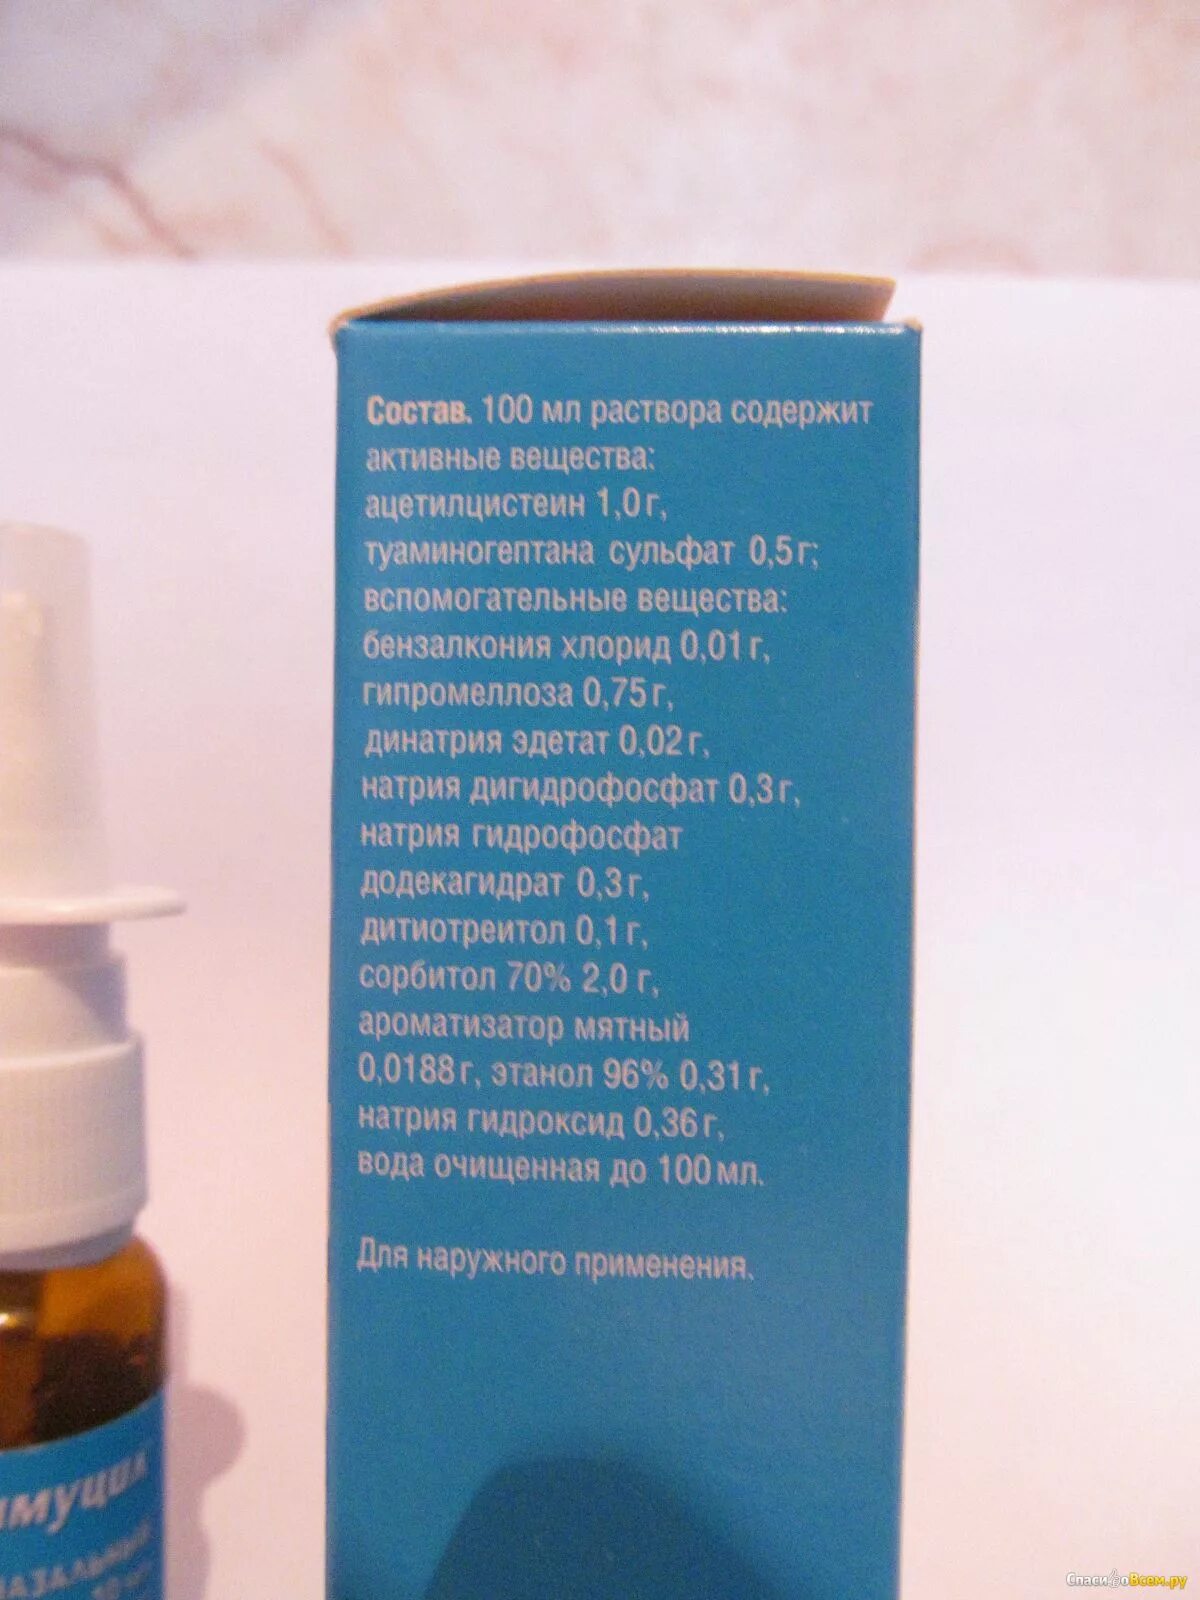 Состав. 100 мл раствора содержит
активные вещества:
ацетилцистеин 1,0 г,
туаминогептана сульфат 0,5 г;
вспомогательные вещества:
бензалкония хлорид 0,01 г,
гипромеллоза 0,75 г,
динатрия эдетат 0,02 г,
натрия дигидрофосфат 0,3 г,
натрия гидрофосфат
додекагидрат 0,3 г,
дитиотреитол 0,1 г,
сорбитол 70% 2,0 г,
ароматизатор мятный
0,0188 г, этанол 96% 0,31 г,
натрия гидроксид 0,36 г,
вода очищенная до 100 мл.
Для наружного применения.
СпасибоВсем.ру